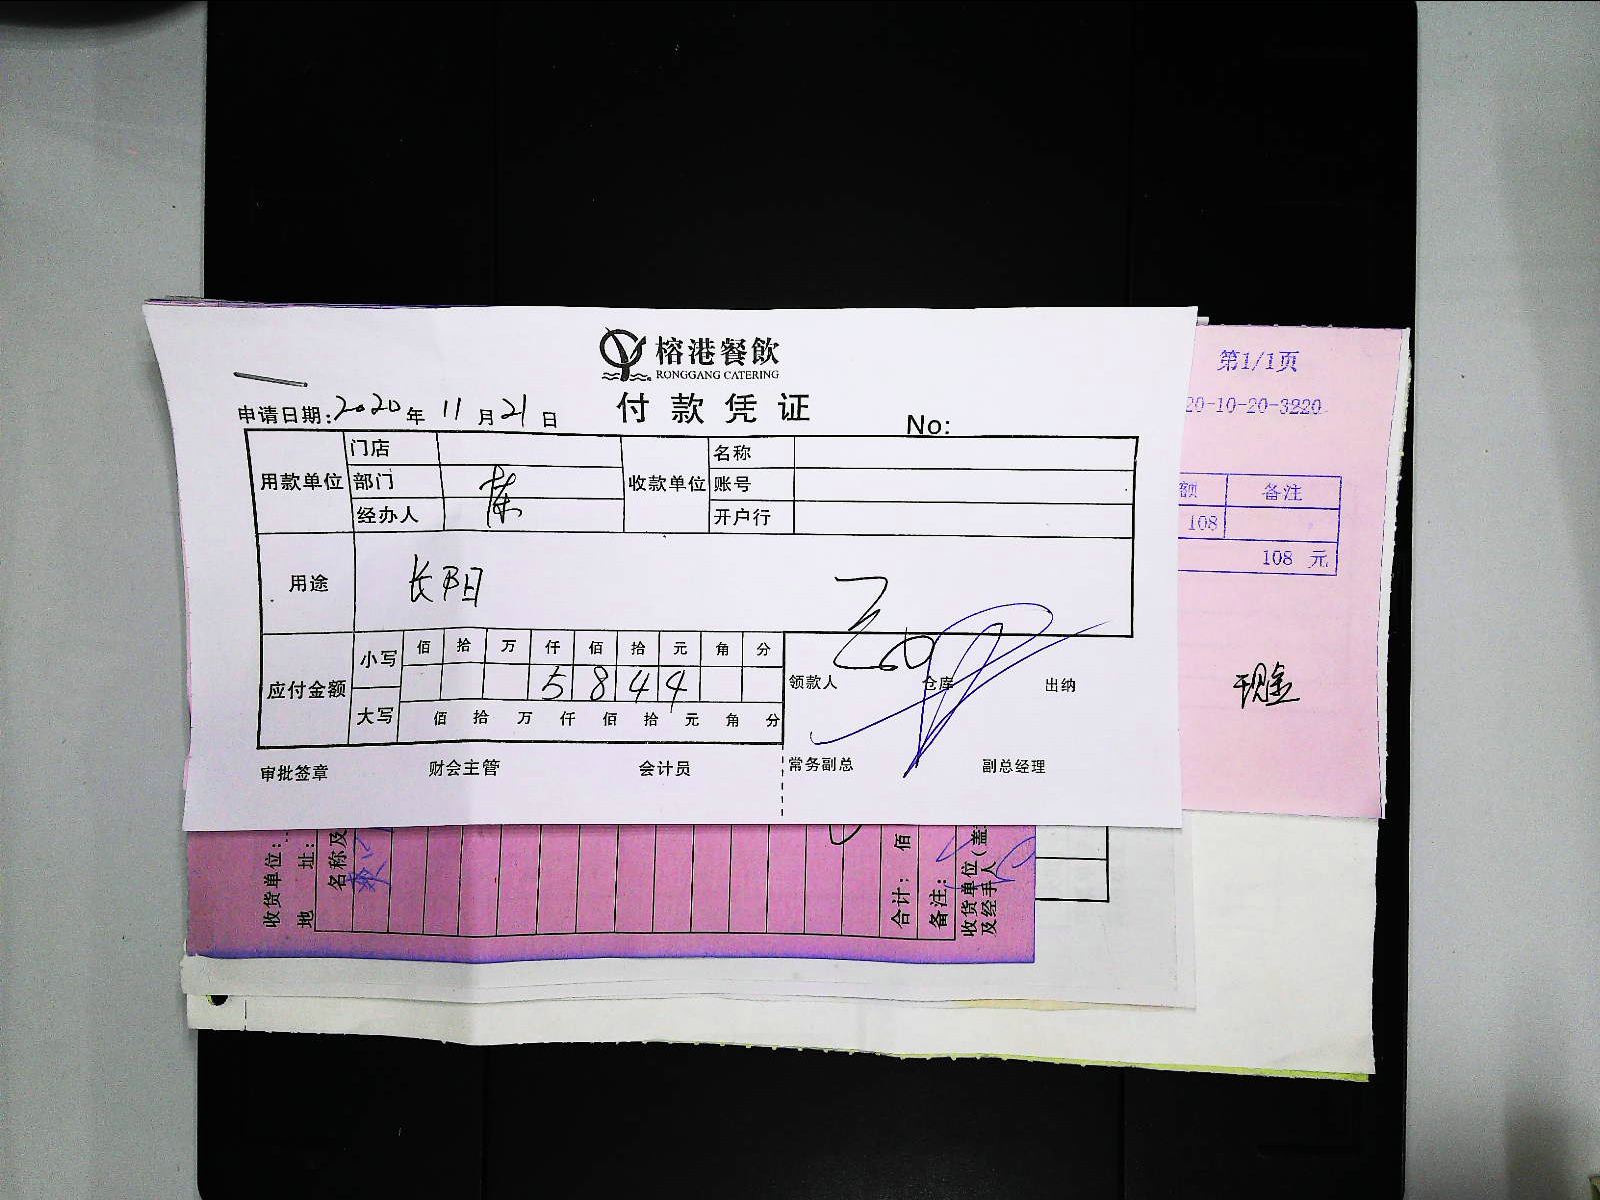 榕港餐飲
RONGGANG CATERING
付款凭证
申请日期:2020年11月21日
No:
用款单位
门店
部门
经办人
收款单位
名称
账号
开户行
用途
长阳
应付金额
小写
佰 拾 万 仟 佰 拾 元 角 分
5 8 4 4
大写
佰 拾 万 仟 佰 拾 元 角 分
领款人
仓库
出纳
审批签章
财会主管
会计员
常务副总
副总经理
第1/1页
20-10-20-3220
额 备注
108
108 元
现金
收货单位:
地 址:
名称及
合计: 佰
备注:
收货单位(盖
及经手人